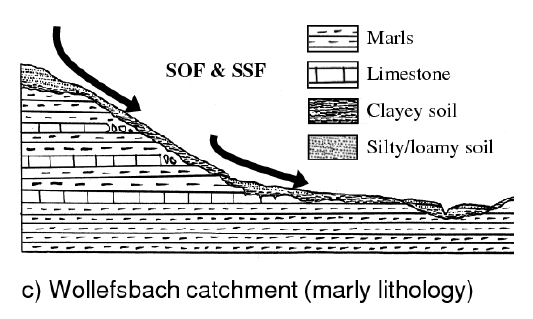 SOF & SSF
Marls
Limestone
Clayey soil
Silty/loamy soil
c) Wollefsbach catchment (marly lithology)